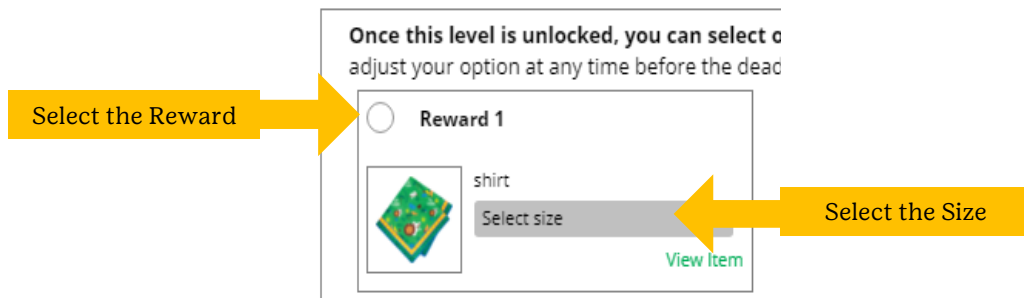 Once this level is unlocked, you can select o
adjust your option at any time before the dead
Select the Reward
Reward 1
shirt
Select size
Select the Size
View Item